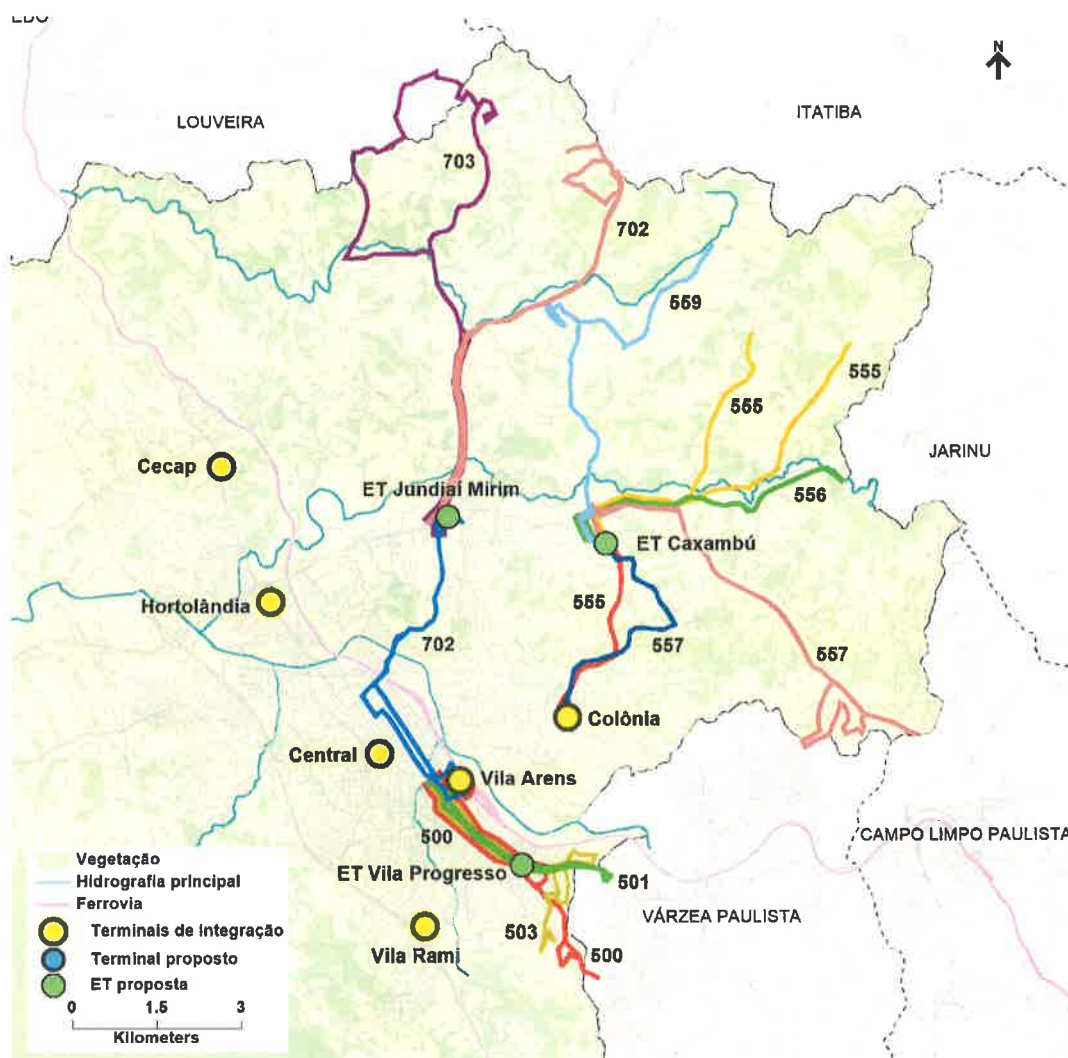 N
LOUVEIRA
ITATIBA
703
702
559
555
555
JARINU
Cecap
ET Jundiaí Mirim
556
ET Caxambú
Hortolândia
555
702
557
557
Colônia
Central
Vila Arens
500
CAMPO LIMPO PAULISTA
ET Vila Progresso
501
VÁRZEA PAULISTA
503
500
Vila Rami
Vegetação
Hidrografia principal
Ferrovia
Terminais de Integração
Terminal proposto
ET proposta
0 1.5 3
Kilometers